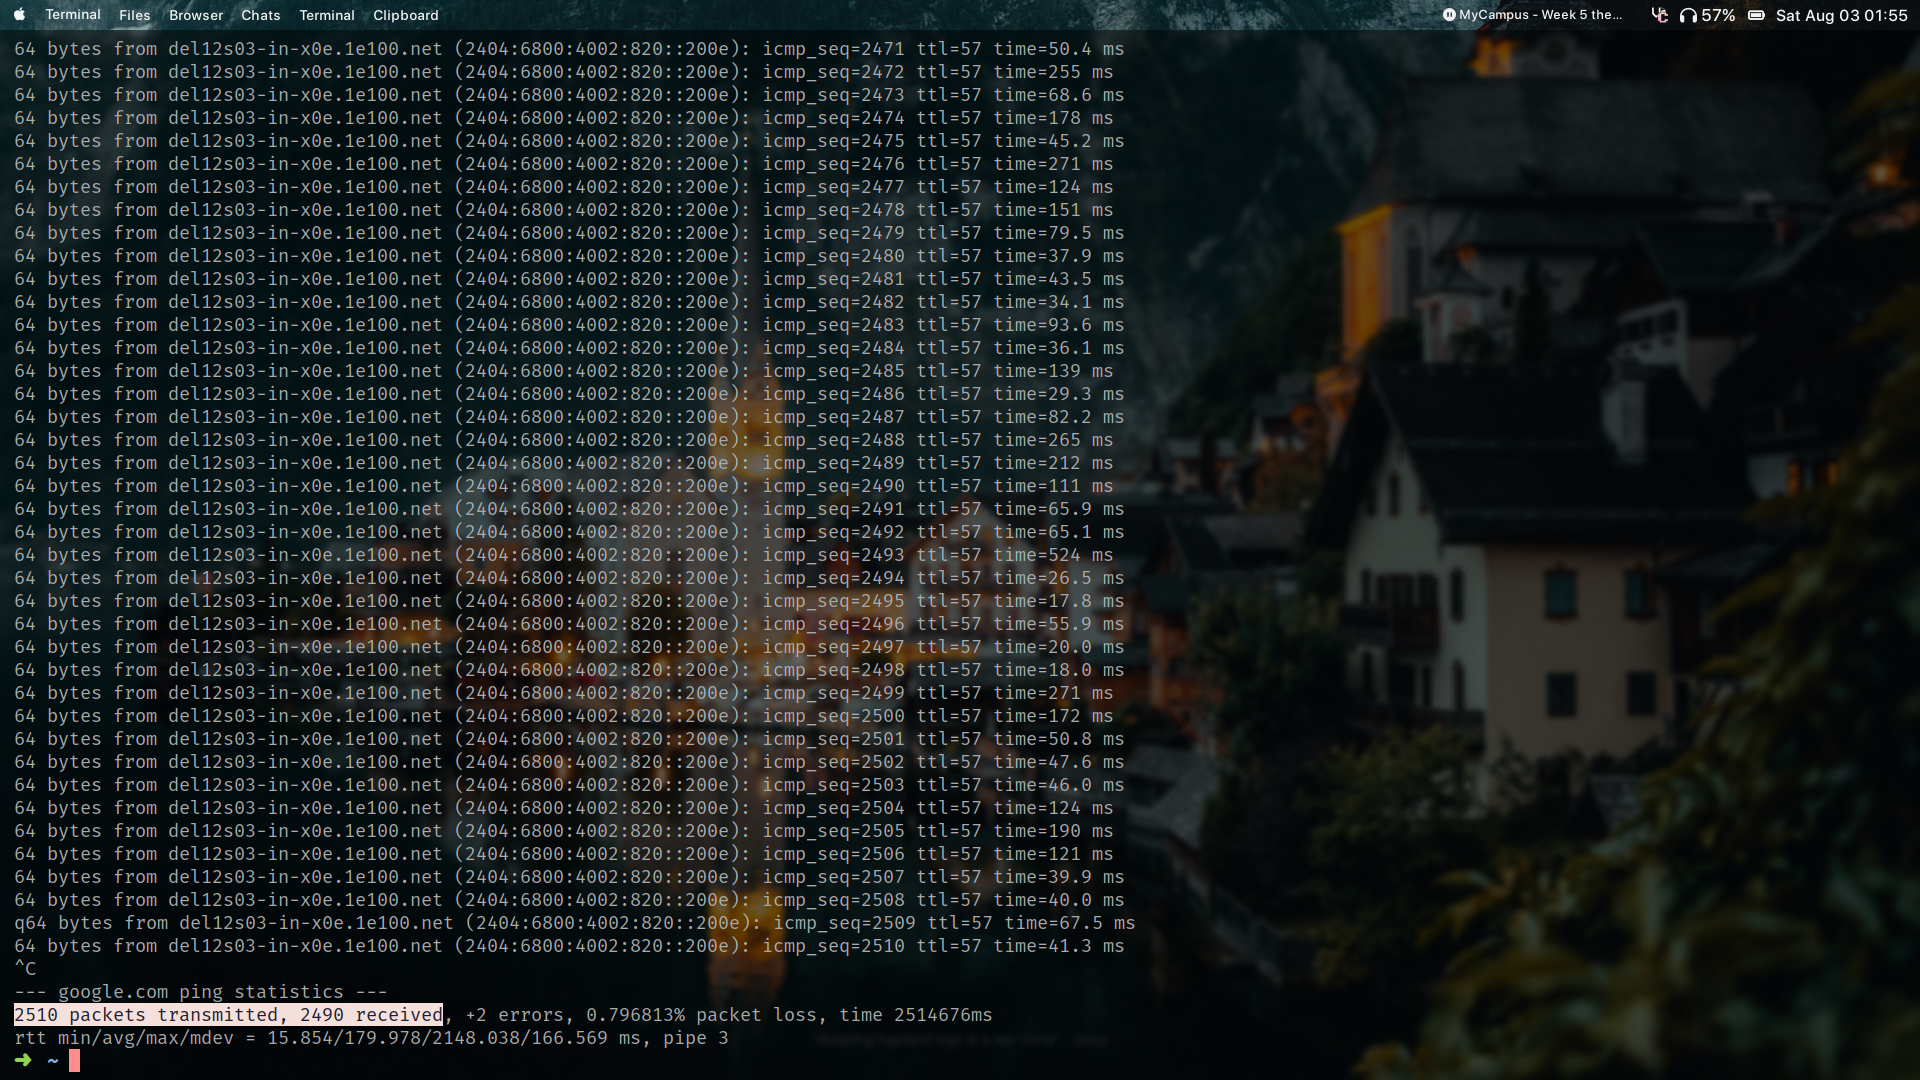 Terminal Files Browser Chats Terminal Clipboard MyCampus - Week 5 the... 57% Sat Aug 03 01:55
64 bytes from del12s03-in-x0e.1e100.net (2404:6800:4002:820::200e): icmp_seq=2471 ttl=57 time=50.4 ms
64 bytes from del12s03-in-x0e.1e100.net (2404:6800:4002:820::200e): icmp_seq=2472 ttl=57 time=255 ms
64 bytes from del12s03-in-x0e.1e100.net (2404:6800:4002:820::200e): icmp_seq=2473 ttl=57 time=68.6 ms
64 bytes from del12s03-in-x0e.1e100.net (2404:6800:4002:820::200e): icmp_seq=2474 ttl=57 time=178 ms
64 bytes from del12s03-in-x0e.1e100.net (2404:6800:4002:820::200e): icmp_seq=2475 ttl=57 time=45.2 ms
64 bytes from del12s03-in-x0e.1e100.net (2404:6800:4002:820::200e): icmp_seq=2476 ttl=57 time=271 ms
64 bytes from del12s03-in-x0e.1e100.net (2404:6800:4002:820::200e): icmp_seq=2477 ttl=57 time=124 ms
64 bytes from del12s03-in-x0e.1e100.net (2404:6800:4002:820::200e): icmp_seq=2478 ttl=57 time=151 ms
64 bytes from del12s03-in-x0e.1e100.net (2404:6800:4002:820::200e): icmp_seq=2479 ttl=57 time=79.5 ms
64 bytes from del12s03-in-x0e.1e100.net (2404:6800:4002:820::200e): icmp_seq=2480 ttl=57 time=37.9 ms
64 bytes from del12s03-in-x0e.1e100.net (2404:6800:4002:820::200e): icmp_seq=2481 ttl=57 time=43.5 ms
64 bytes from del12s03-in-x0e.1e100.net (2404:6800:4002:820::200e): icmp_seq=2482 ttl=57 time=34.1 ms
64 bytes from del12s03-in-x0e.1e100.net (2404:6800:4002:820::200e): icmp_seq=2483 ttl=57 time=93.6 ms
64 bytes from del12s03-in-x0e.1e100.net (2404:6800:4002:820::200e): icmp_seq=2484 ttl=57 time=36.1 ms
64 bytes from del12s03-in-x0e.1e100.net (2404:6800:4002:820::200e): icmp_seq=2485 ttl=57 time=139 ms
64 bytes from del12s03-in-x0e.1e100.net (2404:6800:4002:820::200e): icmp_seq=2486 ttl=57 time=29.3 ms
64 bytes from del12s03-in-x0e.1e100.net (2404:6800:4002:820::200e): icmp_seq=2487 ttl=57 time=82.2 ms
64 bytes from del12s03-in-x0e.1e100.net (2404:6800:4002:820::200e): icmp_seq=2488 ttl=57 time=265 ms
64 bytes from del12s03-in-x0e.1e100.net (2404:6800:4002:820::200e): icmp_seq=2489 ttl=57 time=212 ms
64 bytes from del12s03-in-x0e.1e100.net (2404:6800:4002:820::200e): icmp_seq=2490 ttl=57 time=111 ms
64 bytes from del12s03-in-x0e.1e100.net (2404:6800:4002:820::200e): icmp_seq=2491 ttl=57 time=65.9 ms
64 bytes from del12s03-in-x0e.1e100.net (2404:6800:4002:820::200e): icmp_seq=2492 ttl=57 time=65.1 ms
64 bytes from del12s03-in-x0e.1e100.net (2404:6800:4002:820::200e): icmp_seq=2493 ttl=57 time=524 ms
64 bytes from del12s03-in-x0e.1e100.net (2404:6800:4002:820::200e): icmp_seq=2494 ttl=57 time=26.5 ms
64 bytes from del12s03-in-x0e.1e100.net (2404:6800:4002:820::200e): icmp_seq=2495 ttl=57 time=17.8 ms
64 bytes from del12s03-in-x0e.1e100.net (2404:6800:4002:820::200e): icmp_seq=2496 ttl=57 time=55.9 ms
64 bytes from del12s03-in-x0e.1e100.net (2404:6800:4002:820::200e): icmp_seq=2497 ttl=57 time=20.0 ms
64 bytes from del12s03-in-x0e.1e100.net (2404:6800:4002:820::200e): icmp_seq=2498 ttl=57 time=18.0 ms
64 bytes from del12s03-in-x0e.1e100.net (2404:6800:4002:820::200e): icmp_seq=2499 ttl=57 time=271 ms
64 bytes from del12s03-in-x0e.1e100.net (2404:6800:4002:820::200e): icmp_seq=2500 ttl=57 time=172 ms
64 bytes from del12s03-in-x0e.1e100.net (2404:6800:4002:820::200e): icmp_seq=2501 ttl=57 time=50.8 ms
64 bytes from del12s03-in-x0e.1e100.net (2404:6800:4002:820::200e): icmp_seq=2502 ttl=57 time=47.6 ms
64 bytes from del12s03-in-x0e.1e100.net (2404:6800:4002:820::200e): icmp_seq=2503 ttl=57 time=46.0 ms
64 bytes from del12s03-in-x0e.1e100.net (2404:6800:4002:820::200e): icmp_seq=2504 ttl=57 time=124 ms
64 bytes from del12s03-in-x0e.1e100.net (2404:6800:4002:820::200e): icmp_seq=2505 ttl=57 time=190 ms
64 bytes from del12s03-in-x0e.1e100.net (2404:6800:4002:820::200e): icmp_seq=2506 ttl=57 time=121 ms
64 bytes from del12s03-in-x0e.1e100.net (2404:6800:4002:820::200e): icmp_seq=2507 ttl=57 time=39.9 ms
64 bytes from del12s03-in-x0e.1e100.net (2404:6800:4002:820::200e): icmp_seq=2508 ttl=57 time=40.0 ms
q64 bytes from del12s03-in-x0e.1e100.net (2404:6800:4002:820::200e): icmp_seq=2509 ttl=57 time=67.5 ms
64 bytes from del12s03-in-x0e.1e100.net (2404:6800:4002:820::200e): icmp_seq=2510 ttl=57 time=41.3 ms
^C
--- google.com ping statistics ---
2510 packets transmitted, 2490 received, +2 errors, 0.796813% packet loss, time 2514676ms
rtt min/avg/max/mdev = 15.854/179.978/2148.038/166.569 ms, pipe 3
➜ ~